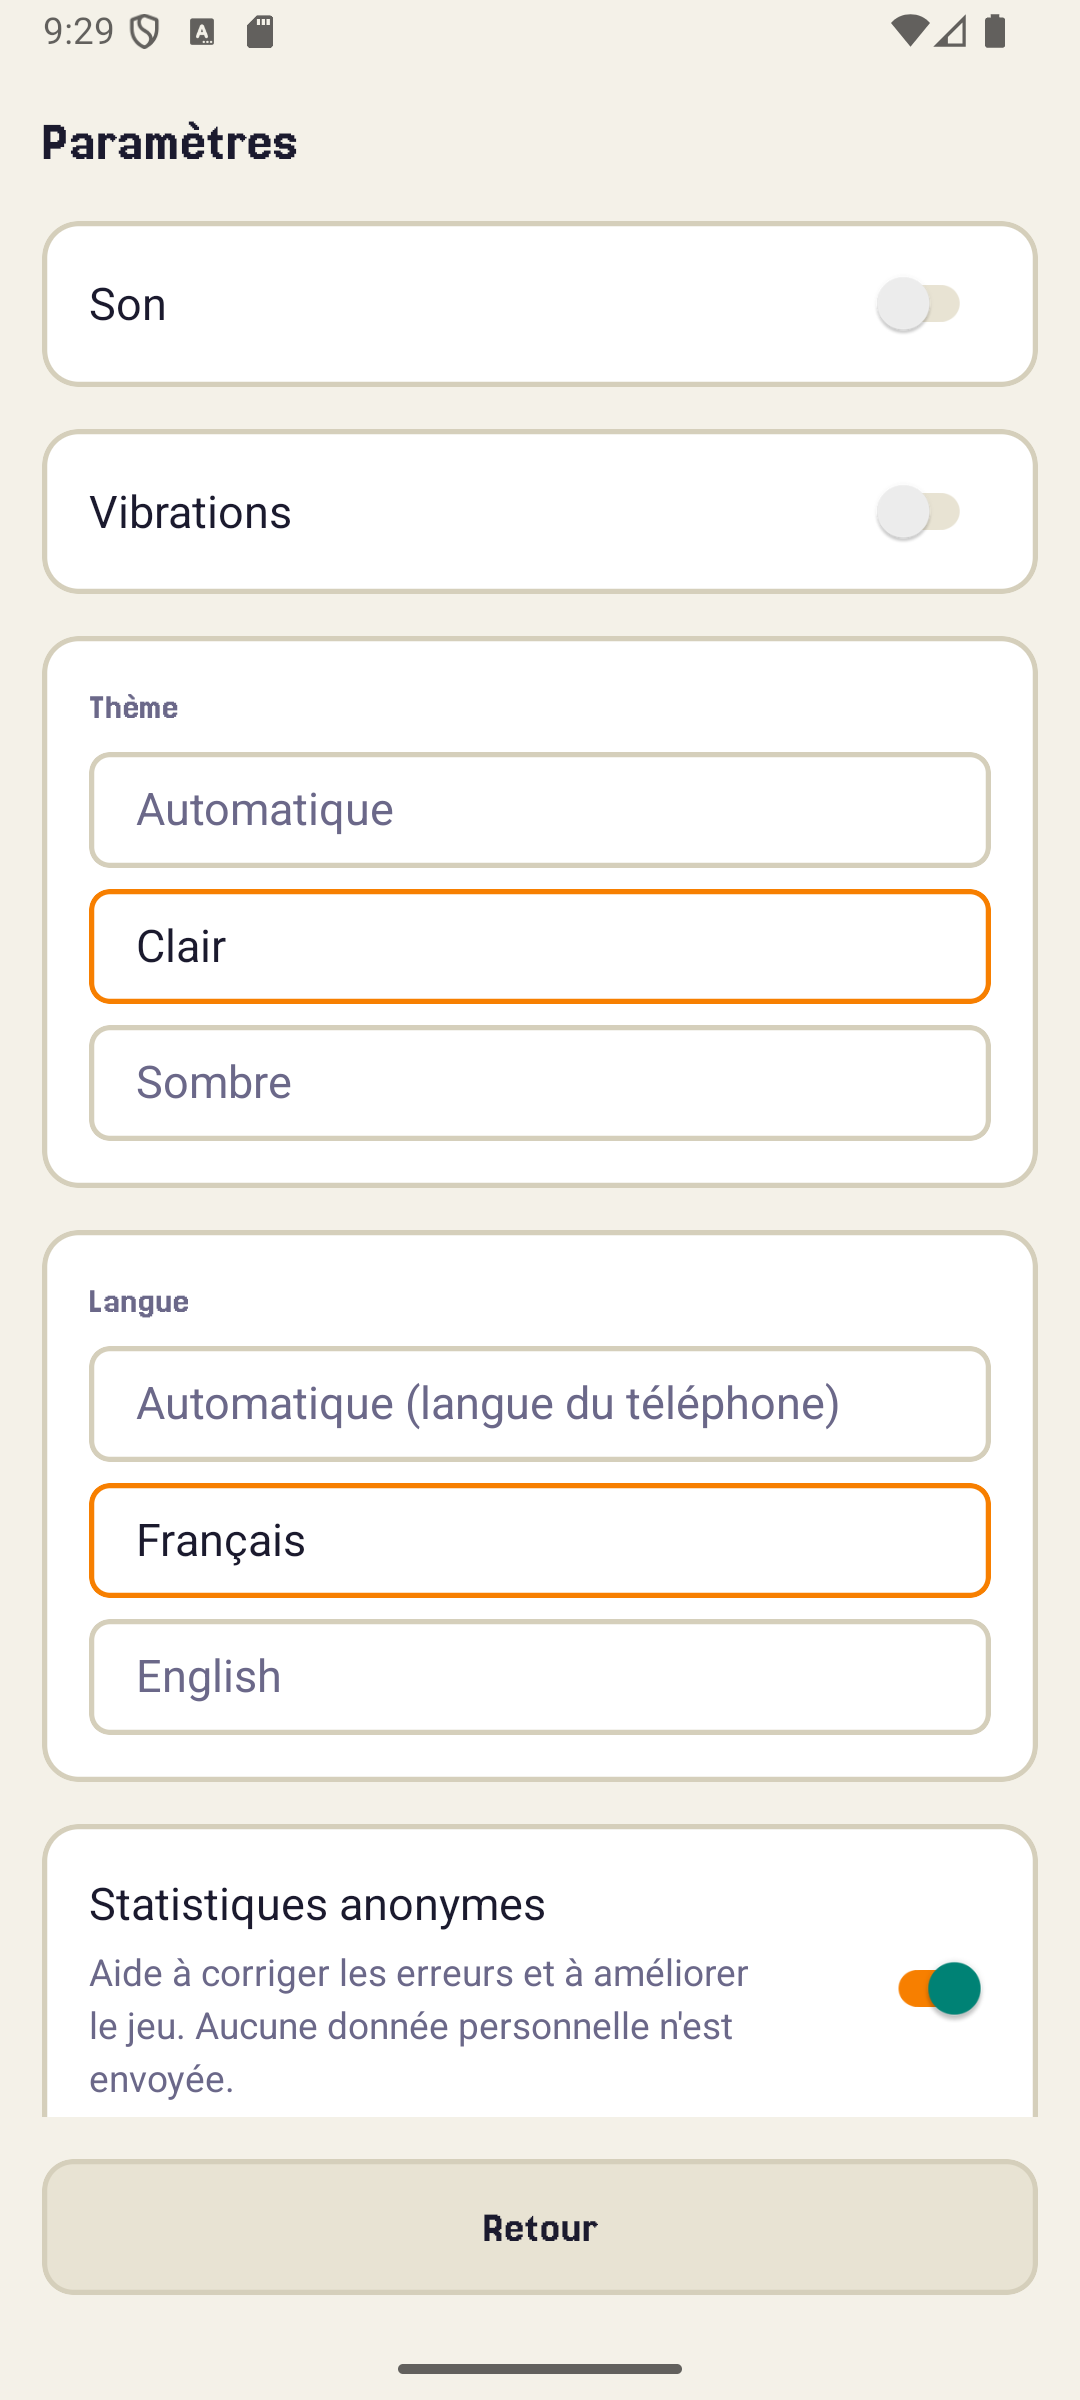 9:29
Paramètres
Son
Vibrations
Thème
Automatique
Clair
Sombre
Langue
Automatique (langue du téléphone)
Français
English
Statistiques anonymes
Aide à corriger les erreurs et à améliorer
le jeu. Aucune donnée personnelle n'est
envoyée.
Retour